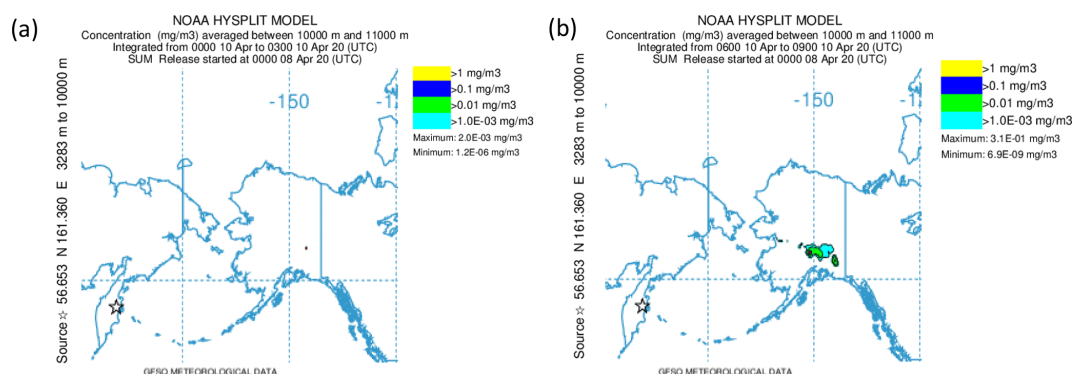 (a)
NOAA HYSPLIT MODEL
Concentration (mg/m3) averaged between 10000 m and 11000 m
Integrated from 0000 10 Apr to 0300 10 Apr 20 (UTC)
SUM Release started at 0000 08 Apr 20 (UTC)
Source ☆ 56.653 N 161.360 E 3283 m to 10000 m
-150
>1 mg/m3
>0.1 mg/m3
>0.01 mg/m3
>1.0E-03 mg/m3
Maximum: 2.0E-03 mg/m3
Minimum: 1.2E-06 mg/m3
GFSQ METEOROLOGICAL DATA
(b)
NOAA HYSPLIT MODEL
Concentration (mg/m3) averaged between 10000 m and 11000 m
Integrated from 0600 10 Apr to 0900 10 Apr 20 (UTC)
SUM Release started at 0000 08 Apr 20 (UTC)
Source ☆ 56.653 N 161.360 E 3283 m to 10000 m
-150
>1 mg/m3
>0.1 mg/m3
>0.01 mg/m3
>1.0E-03 mg/m3
Maximum: 3.1E-01 mg/m3
Minimum: 6.9E-09 mg/m3
GFSQ METEOROLOGICAL DATA